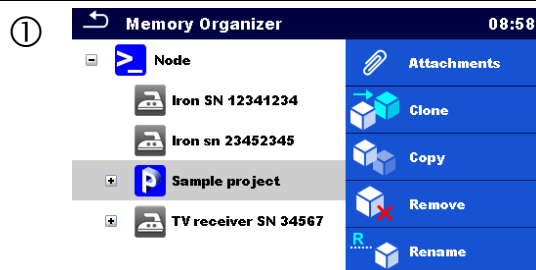 ①
Memory Organizer 08:58
Node
Attachments
Iron SN 12341234
Clone
Iron sn 23452345
Copy
Sample project
Remove
TV receiver SN 34567
R
Rename